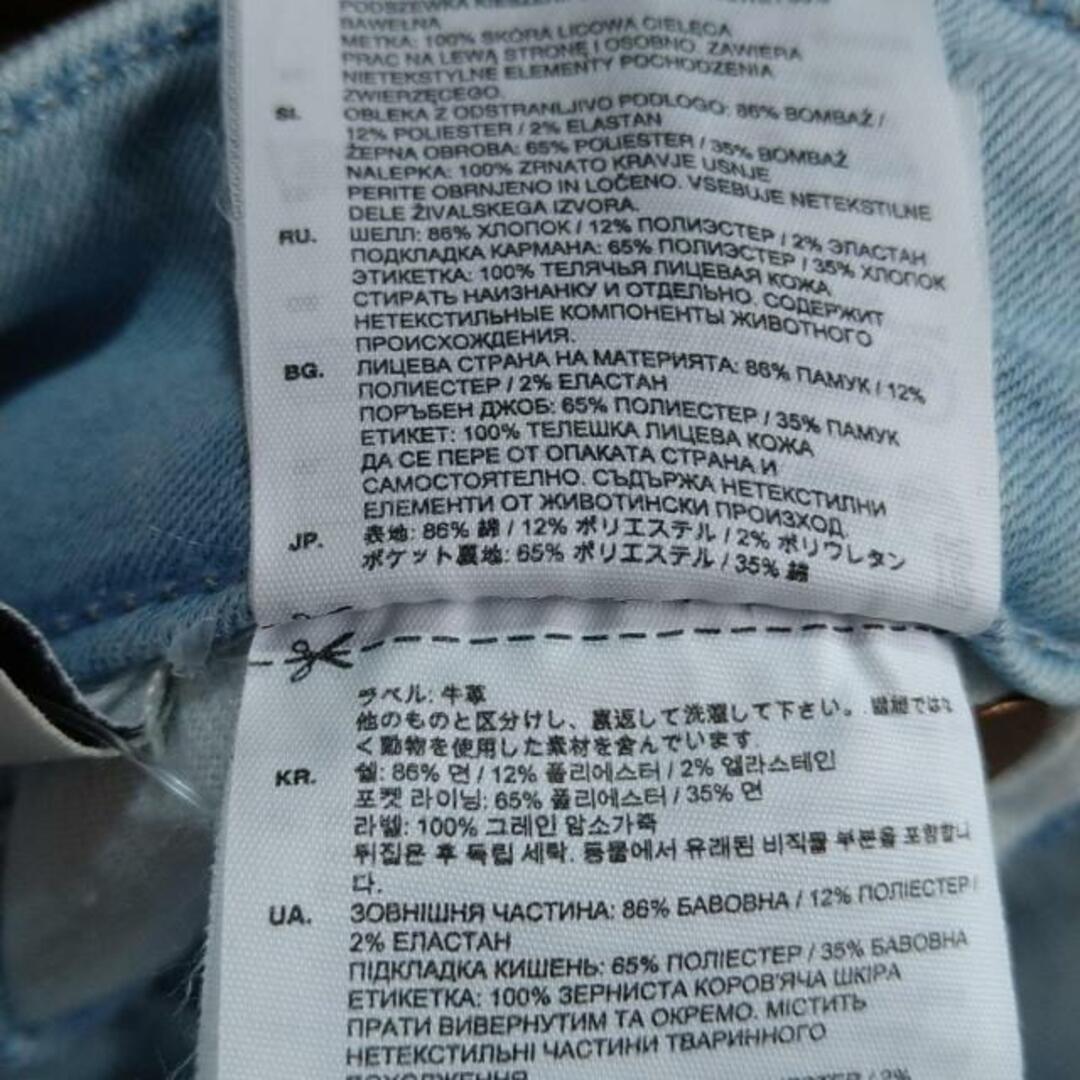 PODSZEWKA
BAWEŁNA
METKA: 100% SKÓRA LICOWA CIELĘCA
PRAC NA LEWĄ STRONĘ I OSOBNO. ZAWIERA
NIETEKSTYLNE ELEMENTY POCHODZENIA
ZWIERZĘCEGO.
SI. OBLEKA Z ODSTRANLJIVO PODLOGO: 86% BOMBAŽ /
12% POLIESTER / 2% ELASTAN
ŽEPNA OBROBA: 65% POLIESTER / 35% BOMBAŽ
NALEPKA: 100% ZRNATO KRAVJE USNJE
PERITE OBRNJENO IN LOČENO. VSEBUJE NETEKSTILNE
DELE ŽIVALSKEGA IZVORA.
RU. ШЕЛЛ: 86% ХЛОПОК / 12% ПОЛИЭСТЕР / 2% ЭЛАСТАН
ПОДКЛАДКА КАРМАНА: 65% ПОЛИЭСТЕР / 35% ХЛОПОК
ЭТИКЕТКА: 100% ТЕЛЯЧЬЯ ЛИЦЕВАЯ КОЖА
СТИРАТЬ НАИЗНАНКУ И ОТДЕЛЬНО. СОДЕРЖИТ
НЕТЕКСТИЛЬНЫЕ КОМПОНЕНТЫ ЖИВОТНОГО
ПРОИСХОЖДЕНИЯ.
BG. ЛИЦЕВА СТРАНА НА МАТЕРИЯТА: 86% ПАМУК / 12%
ПОЛИЕСТЕР / 2% ЕЛАСТАН
ПОРЪБЕН ДЖОБ: 65% ПОЛИЕСТЕР / 35% ПАМУК
ЕТИКЕТ: 100% ТЕЛЕШКА ЛИЦЕВА КОЖА
ДА СЕ ПЕРЕ ОТ ОПАКАТА СТРАНА И
САМОСТОЯТЕЛНО. СЪДЪРЖА НЕТЕКСТИЛНИ
ЕЛЕМЕНТИ ОТ ЖИВОТИНСКИ ПРОИЗХОД.
JP. 表地: 86% 綿 / 12% ポリエステル / 2% ポリウレタン
ポケット裏地: 65% ポリエステル / 35% 綿
ラベル: 牛革
他のものと区分けし、裏返して洗濯して下さい。 繊維ではな
く動物を使用した素材を含んでいます
KR. 쉘: 86% 면 / 12% 폴리에스터 / 2% 엘라스테인
포켓 라이닝: 65% 폴리에스터 / 35% 면
라벨: 100% 그레인 암소가죽
뒤집은 후 독립 세탁. 동물에서 유래된 비직물 부분을 포함합니
다.
UA. ЗОВНІШНЯ ЧАСТИНА: 86% БАВОВНА / 12% ПОЛІЕСТЕР /
2% ЕЛАСТАН
ПІДКЛАДКА КИШЕНЬ: 65% ПОЛІЕСТЕР / 35% БАВОВНА
ЕТИКЕТКА: 100% ЗЕРНИСТА КОРОВ'ЯЧА ШКІРА
ПРАТИ ВИВЕРНУТИМ ТА ОКРЕМО. МІСТИТЬ
НЕТЕКСТИЛЬНІ ЧАСТИНИ ТВАРИННОГО
ПОХОДЖЕННЯ